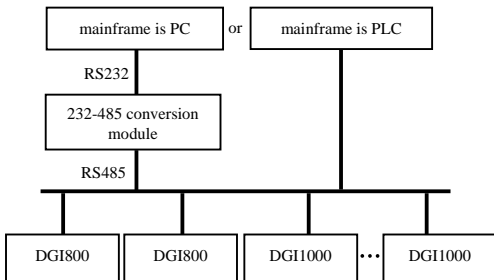 mainframe is PC
or
mainframe is PLC
RS232
232-485 conversion
module
RS485
DGI800
DGI800
DGI1000
···
DGI1000